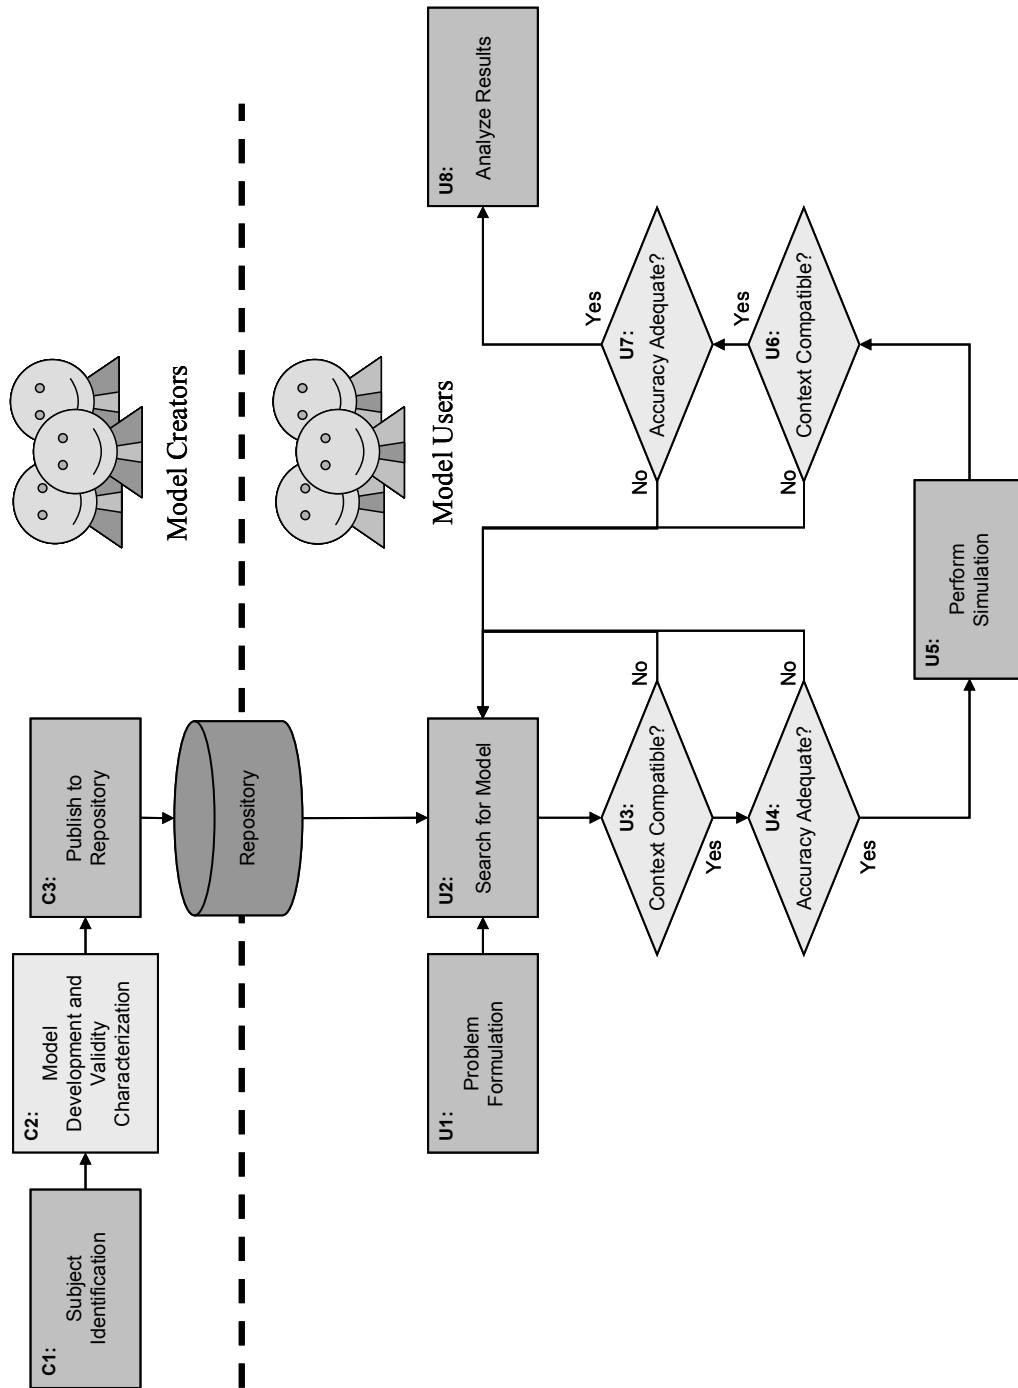 C1:
Subject
Identification
C2:
Model
Development and
Validity
Characterization
C3:
Publish to
Repository
Model Creators
Repository
Model Users
U1:
Problem
Formulation
U2:
Search for Model
U3:
Context Compatible?
No
Yes
U4:
Accuracy Adequate?
No
Yes
U5:
Perform
Simulation
U6:
Context Compatible?
No
Yes
U7:
Accuracy Adequate?
No
Yes
U8:
Analyze Results